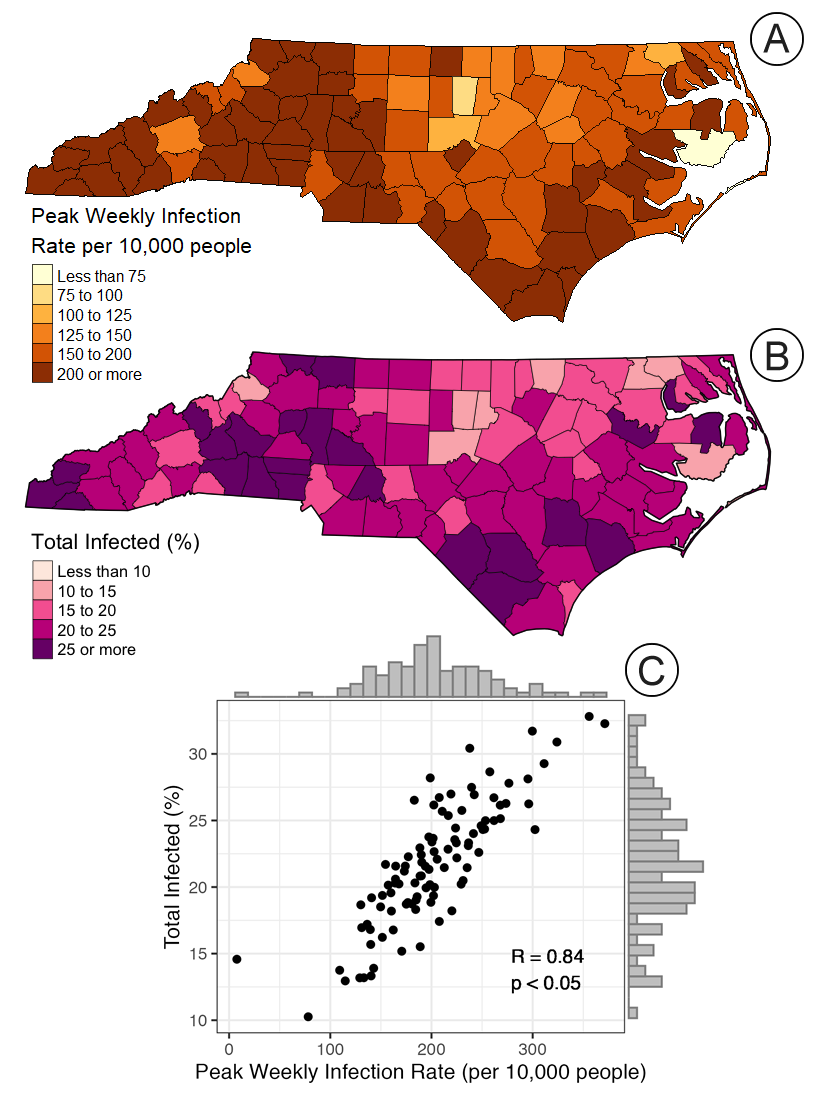 A
Peak Weekly Infection
Rate per 10,000 people
Less than 75
75 to 100
100 to 125
125 to 150
150 to 200
200 or more
B
Total Infected (%)
Less than 10
10 to 15
15 to 20
20 to 25
25 or more
C
30
25
20
15
10
Total Infected (%)
R = 0.84
p < 0.05
0 100 200 300
Peak Weekly Infection Rate (per 10,000 people)